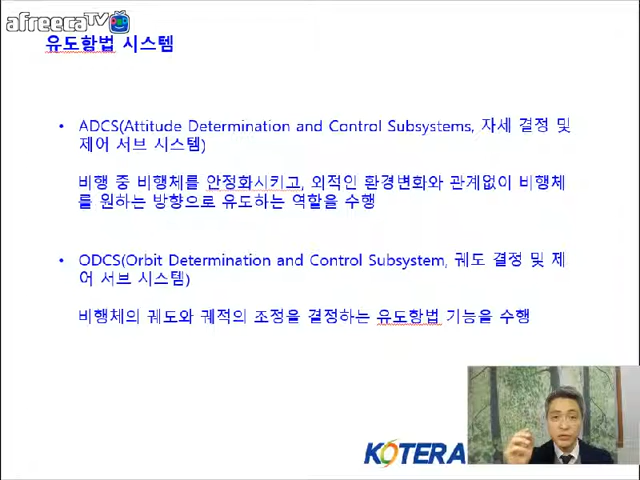 afreecaTV
유도항법 시스템
• ADCS(Attitude Determination and Control Subsystems, 자세 결정 및
제어 서브 시스템)
비행 중 비행체를 안정화시키고, 외적인 환경변화와 관계없이 비행체
를 원하는 방향으로 유도하는 역할을 수행
• ODCS(Orbit Determination and Control Subsystem, 궤도 결정 및 제
어 서브 시스템)
비행체의 궤도와 궤적의 조정을 결정하는 유도항법 기능을 수행
KOTERA